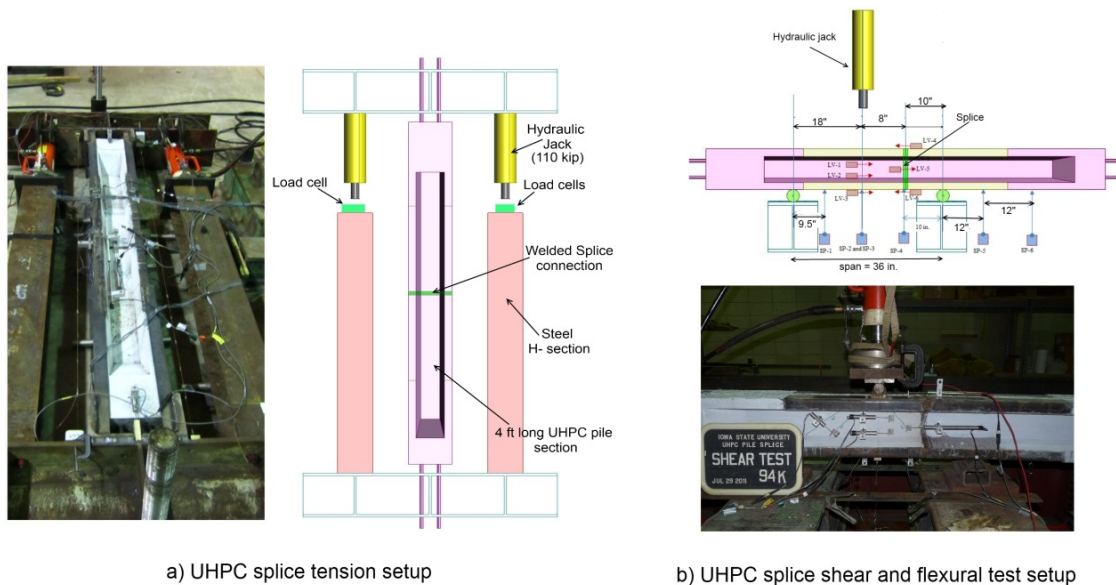 Hydraulic
Jack
(110 kip)
Load cell
Load cells
Welded Splice
connection
Steel
H- section
4 ft long UHPC pile
section
a) UHPC splice tension setup
Hydraulic jack
10"
18"
8"
Splice
LV-4
LV-1
LV-2
LV-5
LV-3
9.5"
10 in.
12"
12"
SP-1
SP-2 and SP-3
SP-4
SP-5
SP-6
span = 36 in.
IOWA STATE UNIVERSITY
UHPC PILE SPLICE
SHEAR TEST
94K
JUL 29 2011
b) UHPC splice shear and flexural test setup